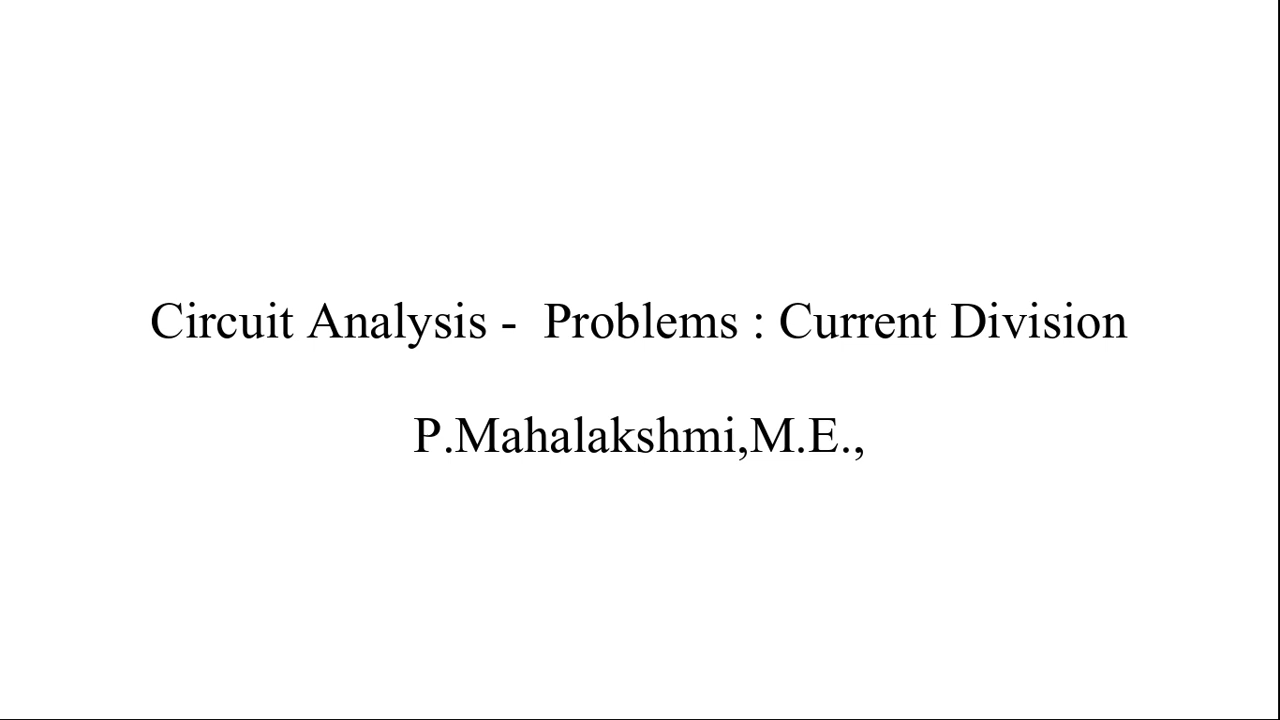 Circuit Analysis -  Problems : Current Division
P.Mahalakshmi,M.E.,